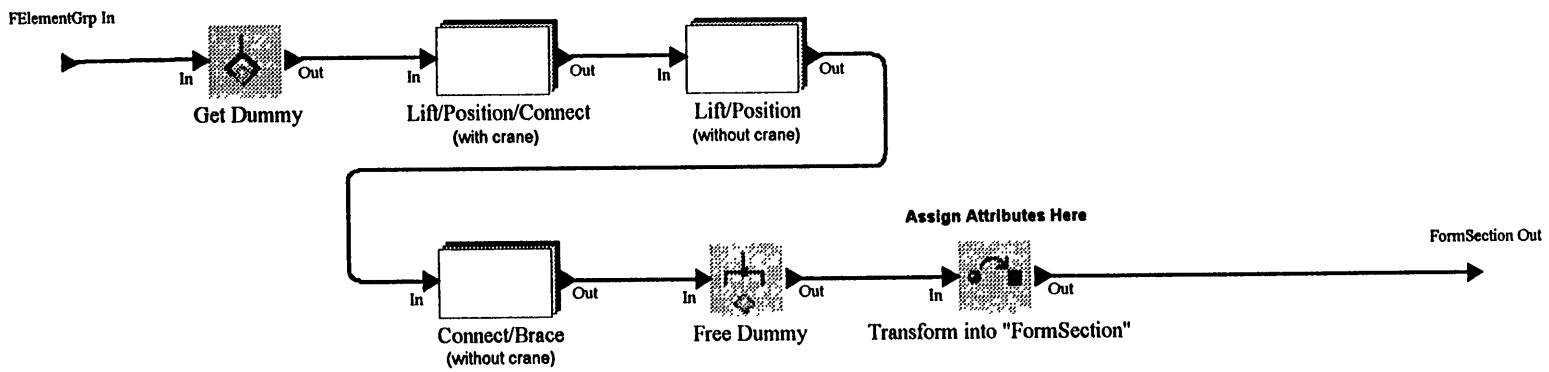 FElementGrp In
In
Out
Get Dummy
In
Out
Lift/Position/Connect
(with crane)
In
Out
Lift/Position
(without crane)
In
Out
Connect/Brace
(without crane)
In
Out
Free Dummy
Assign Attributes Here
In
Out
Transform into "FormSection"
FormSection Out